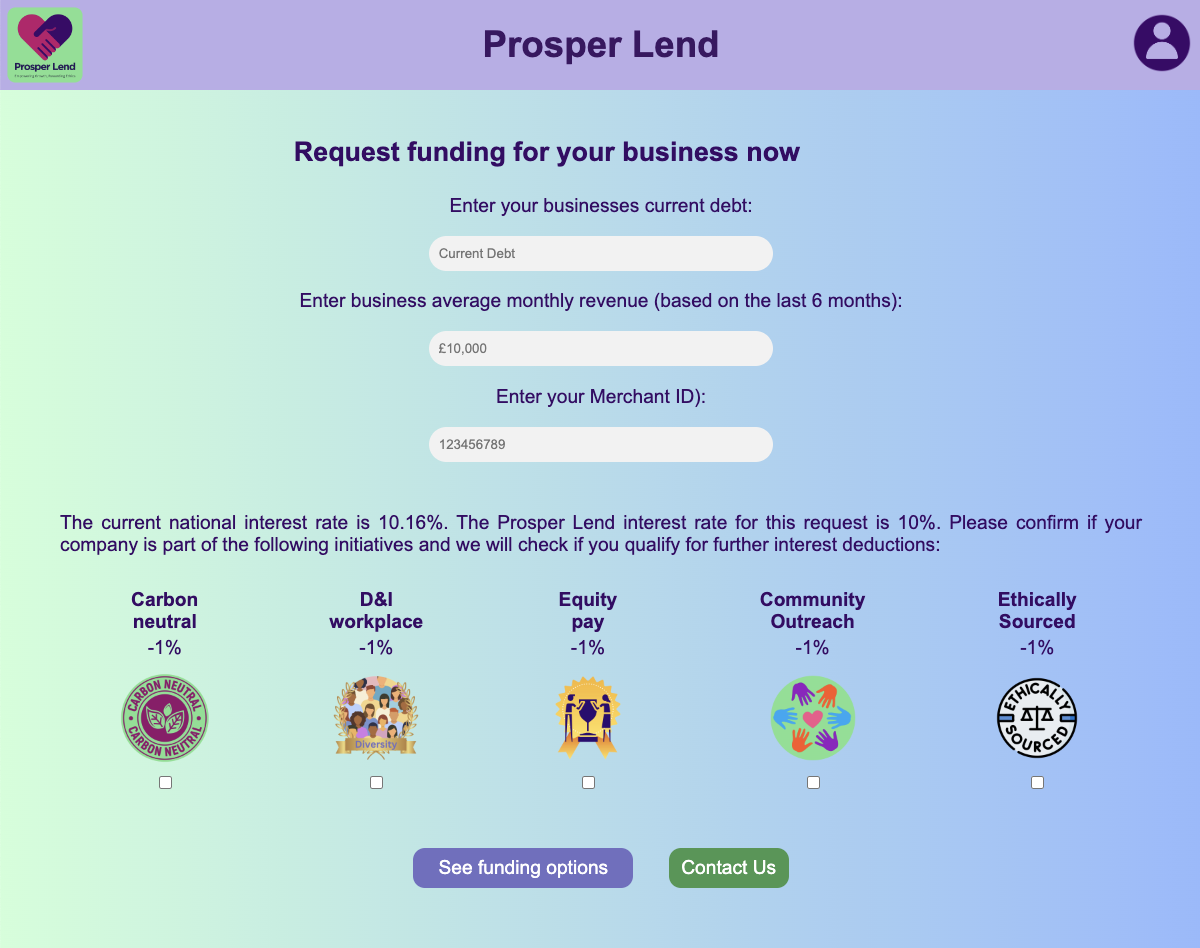 Prosper Lend
Prosper Lend
Request funding for your business now
Enter your businesses current debt:
Current Debt
Enter business average monthly revenue (based on the last 6 months):
£10,000
Enter your Merchant ID):
123456789
The current national interest rate is 10.16%. The Prosper Lend interest rate for this request is 10%. Please confirm if your
company is part of the following initiatives and we will check if you qualify for further interest deductions:
Carbon
neutral
-1%
CARBON NEUTRAL
CARBON NEUTRAL
D&I
workplace
-1%
Diversity
Equity
pay
-1%
Community
Outreach
-1%
Ethically
Sourced
-1%
ETHICALLY
SOURCED
See funding options
Contact Us